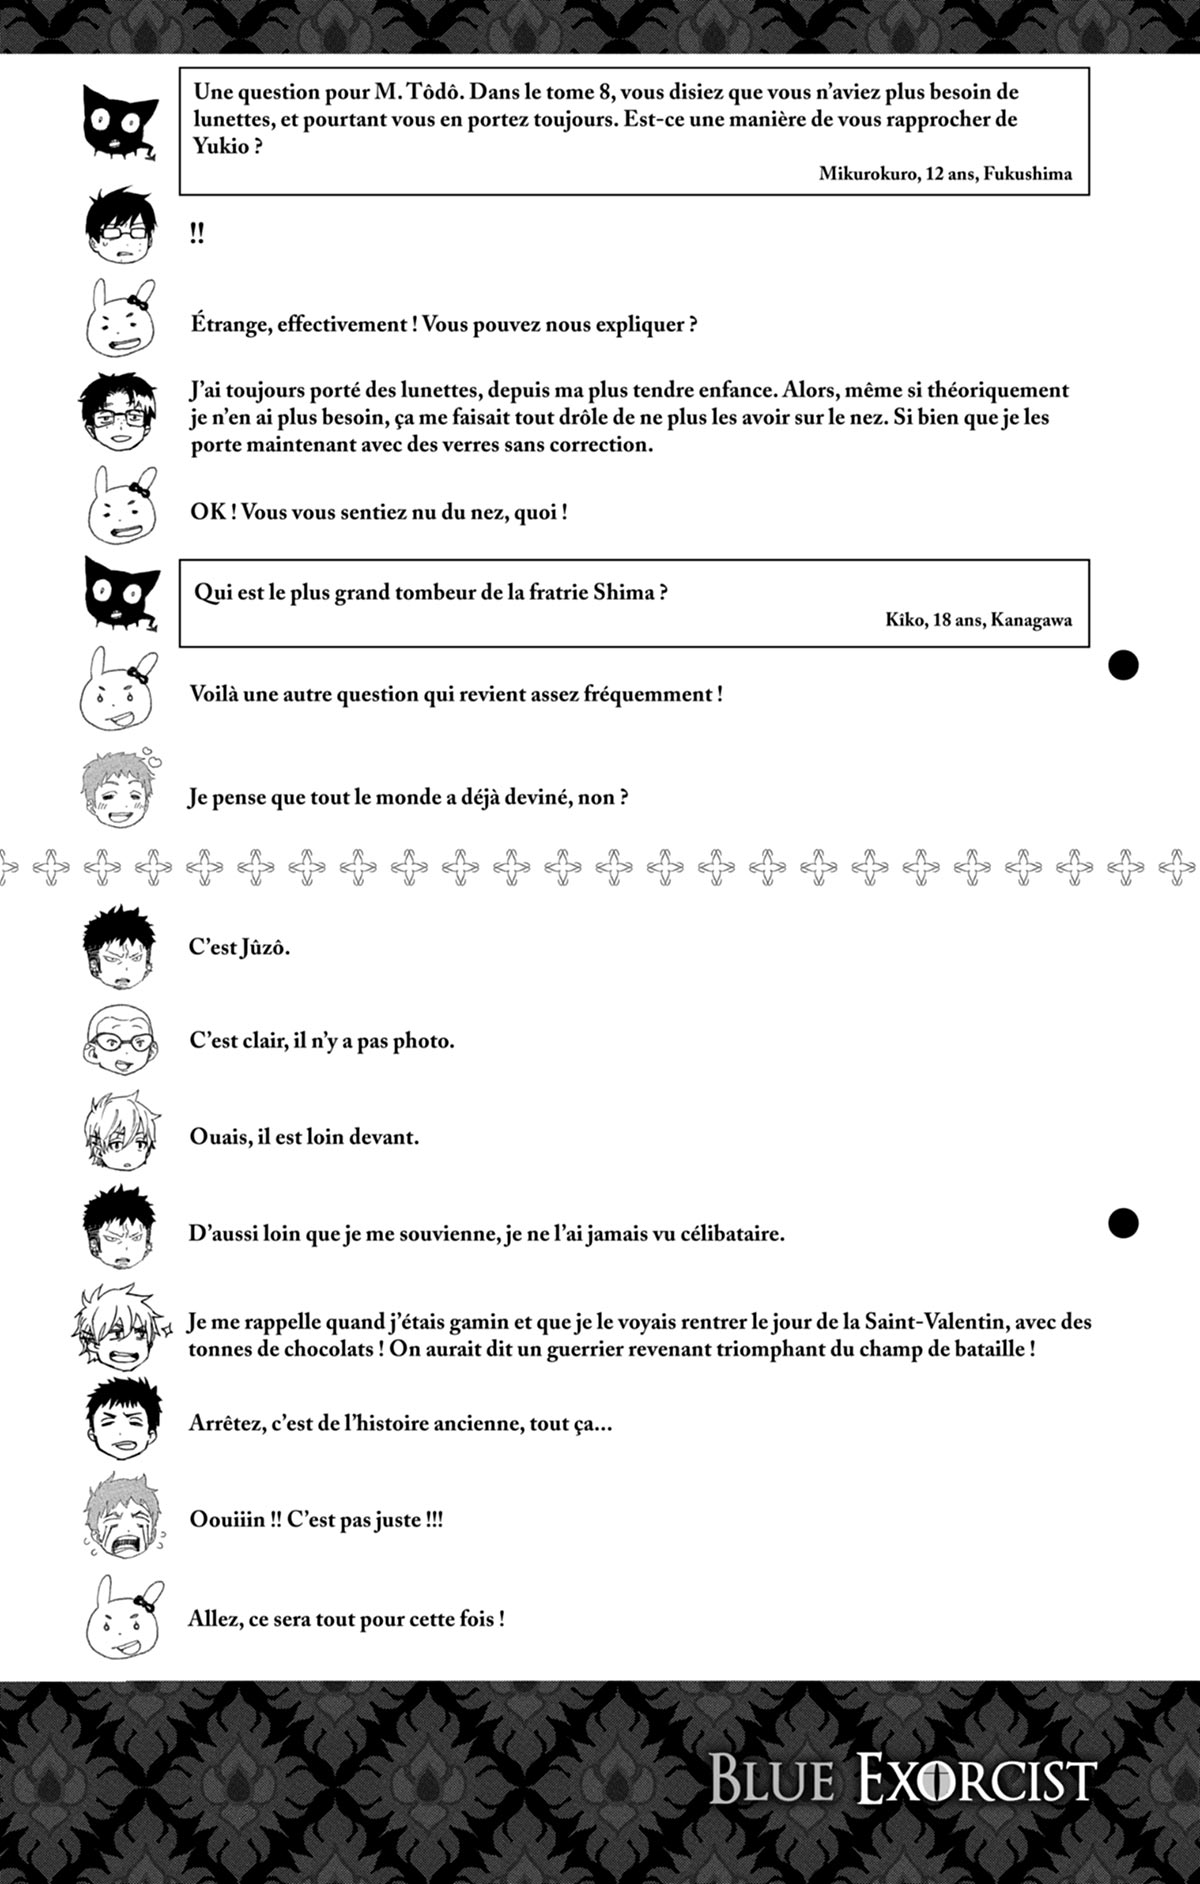 Une question pour M. Tôdô. Dans le tome 8, vous disiez que vous n'aviez plus besoin de
lunettes, et pourtant vous en portez toujours. Est-ce une manière de vous rapprocher de
Yukio ?
Mikurokuro, 12 ans, Fukushima
!!
Étrange, effectivement ! Vous pouvez nous expliquer ?
J'ai toujours porté des lunettes, depuis ma plus tendre enfance. Alors, même si théoriquement
je n'en ai plus besoin, ça me faisait tout drôle de ne plus les avoir sur le nez. Si bien que je les
porte maintenant avec des verres sans correction.
OK ! Vous vous sentiez nu du nez, quoi !
Qui est le plus grand tombeur de la fratrie Shima ?
Kîko, 18 ans, Kanagawa
Voilà une autre question qui revient assez fréquemment !
Je pense que tout le monde a déjà deviné, non ?
C'est Jûzô.
C'est clair, il n'y a pas photo.
Ouais, il est loin devant.
D'aussi loin que je me souvienne, je ne l'ai jamais vu célibataire.
Je me rappelle quand j'étais gamin et que je le voyais rentrer le jour de la Saint-Valentin, avec des
tonnes de chocolats ! On aurait dit un guerrier revenant triomphant du champ de bataille !
Arrêtez, c'est de l'histoire ancienne, tout ça...
Oouiiin !! C'est pas juste !!!
Allez, ce sera tout pour cette fois !
BLUE EXORCIST